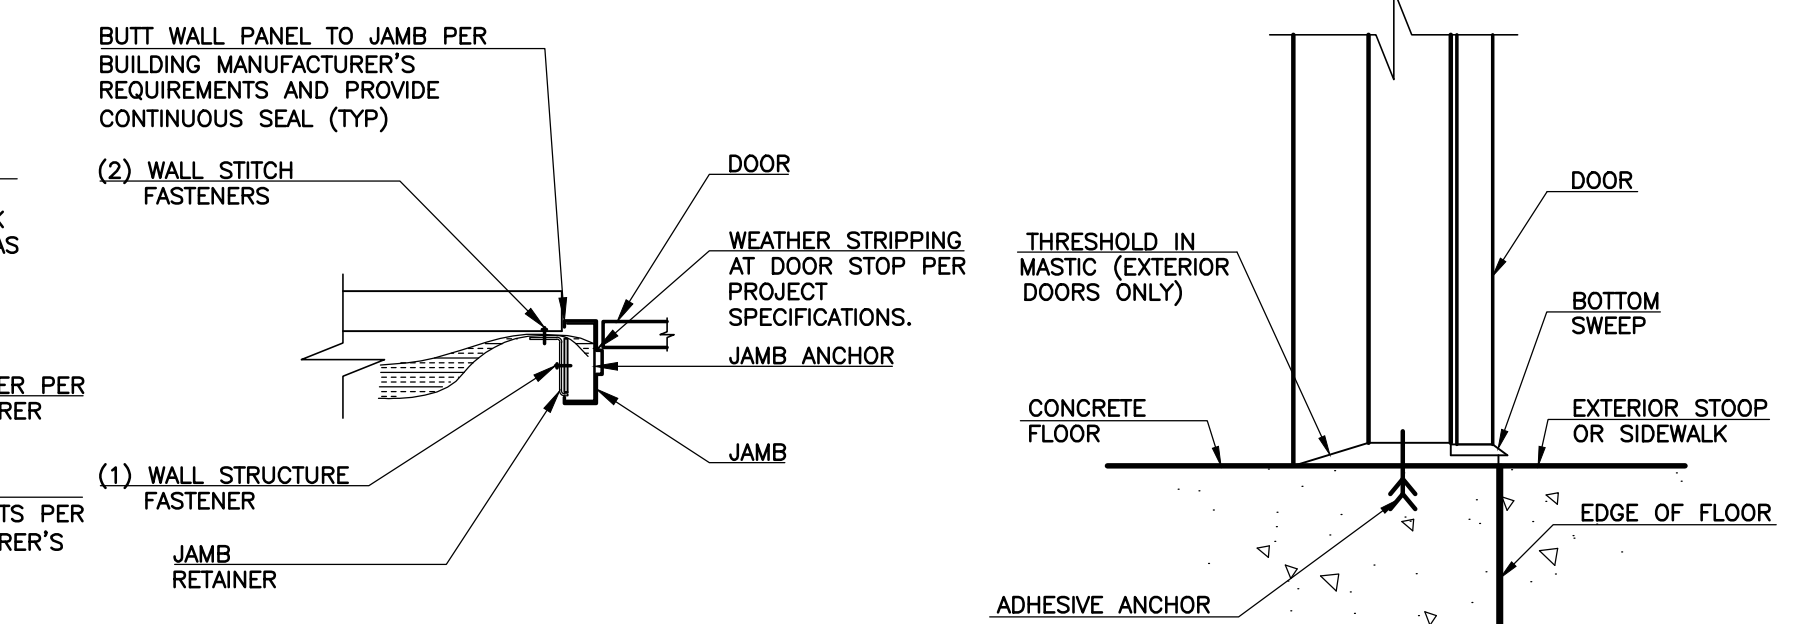 BUTT WALL PANEL TO JAMB PER
BUILDING MANUFACTURER'S
REQUIREMENTS AND PROVIDE
CONTINUOUS SEAL (TYP)
(2) WALL STITCH
FASTENERS
(1) WALL STRUCTURE
FASTENER
JAMB
RETAINER
AS
ER PER
RER
TS PER
RER'S
DOOR
WEATHER STRIPPING
AT DOOR STOP PER
PROJECT
SPECIFICATIONS.
JAMB ANCHOR
JAMB
THRESHOLD IN
MASTIC (EXTERIOR
DOORS ONLY)
CONCRETE
FLOOR
ADHESIVE ANCHOR
DOOR
BOTTOM
SWEEP
EXTERIOR STOOP
OR SIDEWALK
EDGE OF FLOOR